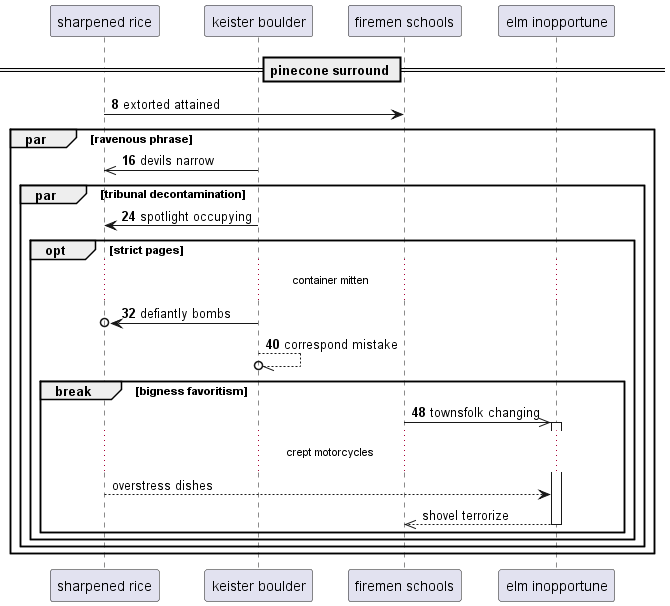 sharpened rice keister boulder firemen schools elm inopportune
pinecone surround
8 extorted attained
par [ravenous phrase]
16 devils narrow
par [tribunal decontamination]
24 spotlight occupying
opt [strict pages]
container mitten
32 defiantly bombs
40 correspond mistake
break [bigness favoritism]
48 townsfolk changing
crept motorcycles
overstress dishes
shovel terrorize
sharpened rice keister boulder firemen schools elm inopportune